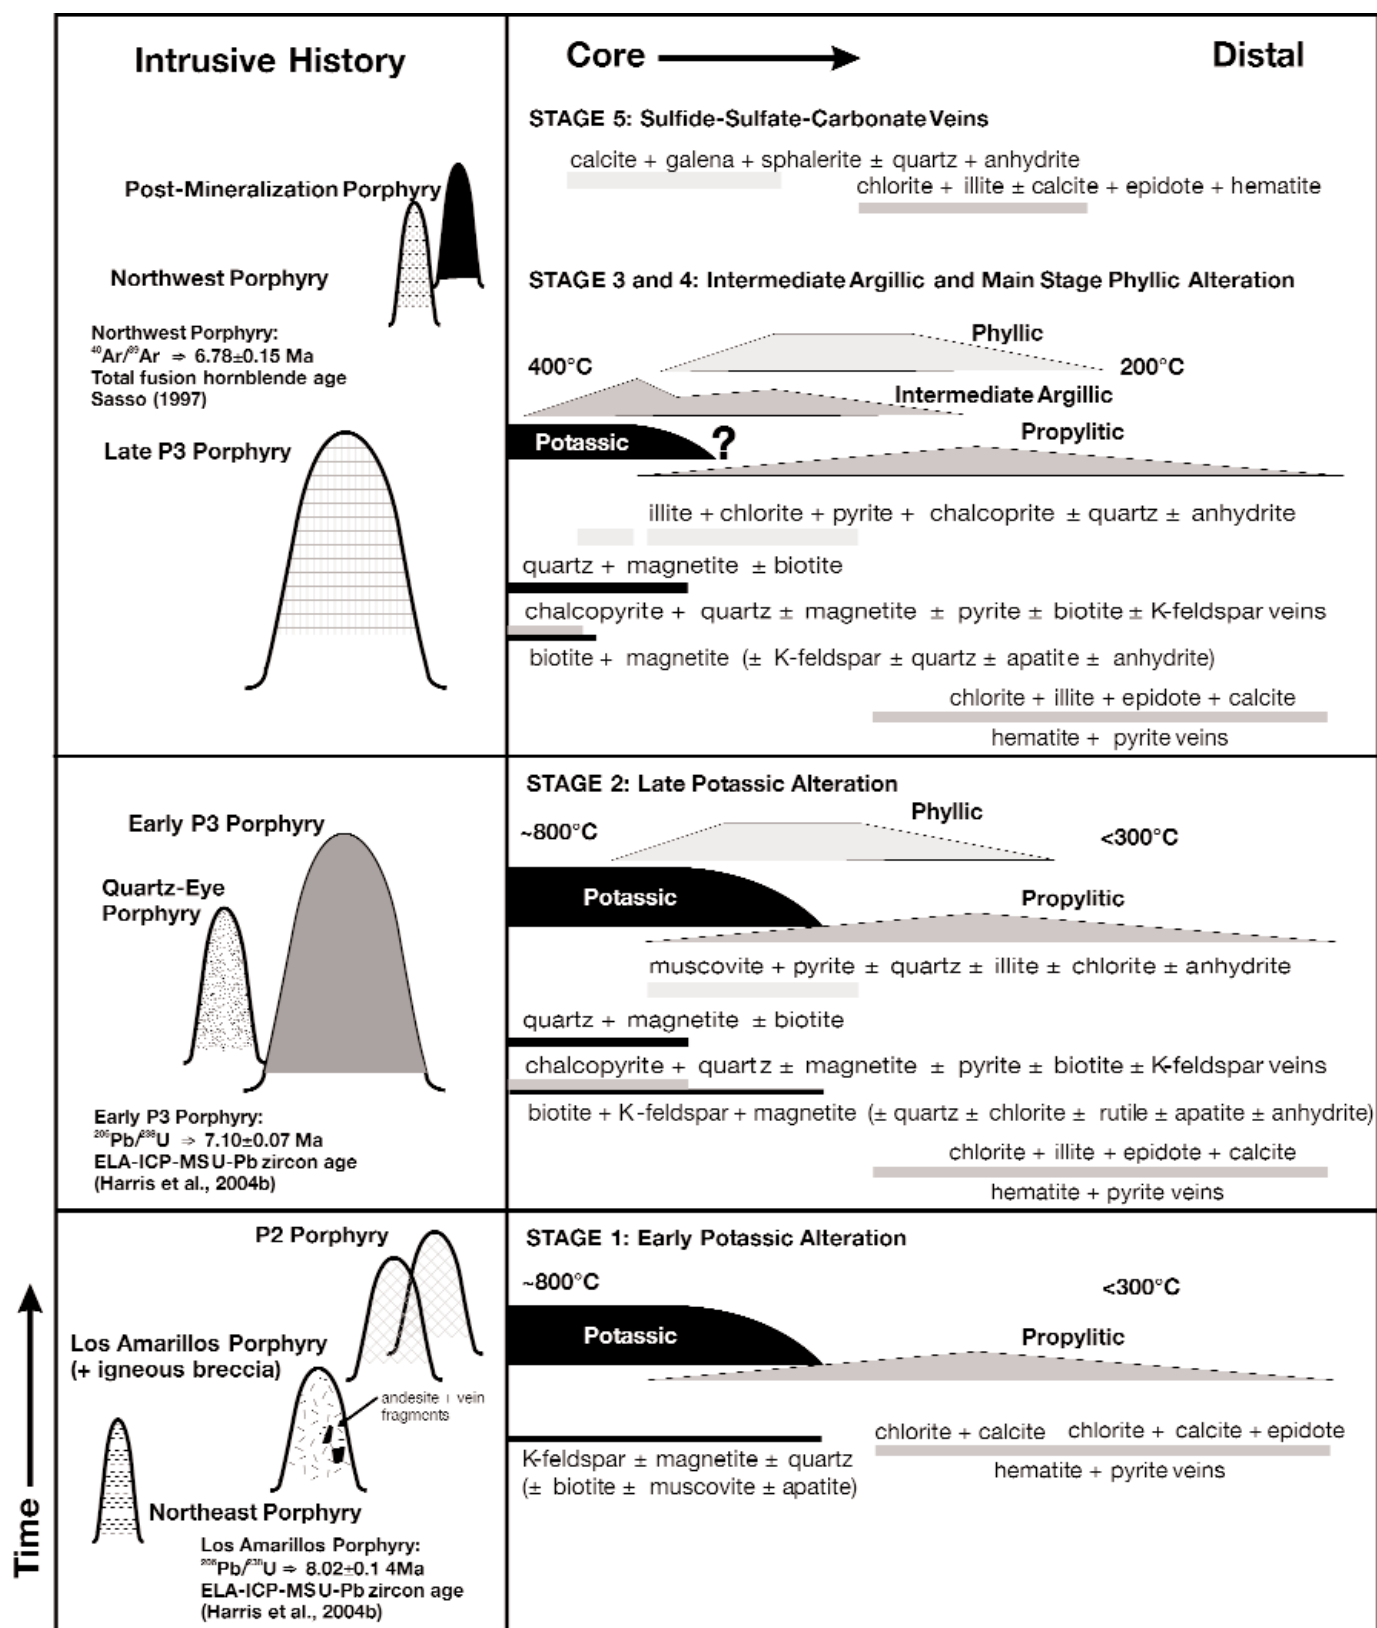 Intrusive History
Core
Distal
STAGE 5: Sulfide-Sulfate-Carbonate Veins
calcite + galena + sphalerite ± quartz + anhydrite
chlorite + illite ± calcite + epidote + hematite
Post-Mineralization Porphyry
Northwest Porphyry
Northwest Porphyry:
⁴⁰Ar/³⁹Ar ⇒ 6.78±0.15 Ma
Total fusion hornblende age
Sasso (1997)
Late P3 Porphyry
STAGE 3 and 4: Intermediate Argillic and Main Stage Phyllic Alteration
Phyllic
400°C
200°C
Intermediate Argillic
Potassic
?
Propylitic
illite + chlorite + pyrite + chalcoprite ± quartz ± anhydrite
quartz + magnetite ± biotite
chalcopyrite + quartz ± magnetite ± pyrite ± biotite ± K-feldspar veins
biotite + magnetite (± K-feldspar ± quartz ± apatite ± anhydrite)
chlorite + illite + epidote + calcite
hematite + pyrite veins
Early P3 Porphyry
Quartz-Eye
Porphyry
Early P3 Porphyry:
²⁰⁶Pb/²³⁸U ⇒ 7.10±0.07 Ma
ELA-ICP-MS U-Pb zircon age
(Harris et al., 2004b)
STAGE 2: Late Potassic Alteration
Phyllic
~800°C
<300°C
Potassic
Propylitic
muscovite + pyrite ± quartz ± illite ± chlorite ± anhydrite
quartz + magnetite ± biotite
chalcopyrite + quartz ± magnetite ± pyrite ± biotite ± K-feldspar veins
biotite + K-feldspar + magnetite (± quartz ± chlorite ± rutile ± apatite ± anhydrite)
chlorite + illite + epidote + calcite
hematite + pyrite veins
P2 Porphyry
Los Amarillos Porphyry
(+ igneous breccia)
andesite + vein
fragments
Northeast Porphyry
Los Amarillos Porphyry:
²⁰⁶Pb/²³⁸U ⇒ 8.02±0.1 4Ma
ELA-ICP-MS U-Pb zircon age
(Harris et al., 2004b)
STAGE 1: Early Potassic Alteration
~800°C
<300°C
Potassic
Propylitic
chlorite + calcite chlorite + calcite + epidote
K-feldspar ± magnetite ± quartz
(± biotite ± muscovite ± apatite)
hematite + pyrite veins
Time